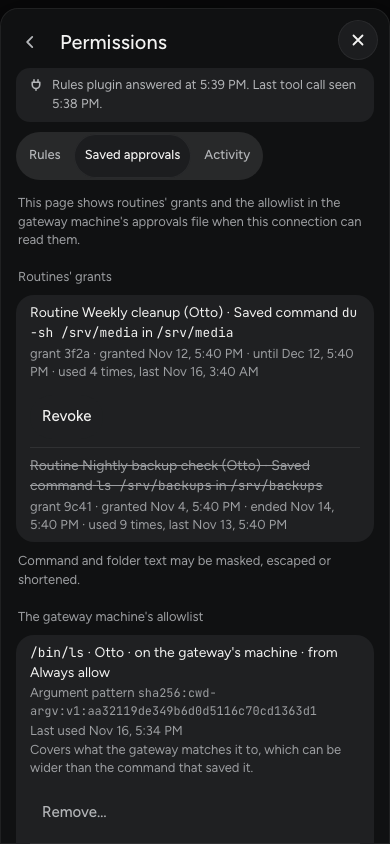 Permissions
Rules plugin answered at 5:39 PM. Last tool call seen
5:38 PM.
Rules
Saved approvals
Activity
This page shows routines' grants and the allowlist in the
gateway machine's approvals file when this connection can
read them.
Routines' grants
Routine Weekly cleanup (Otto) · Saved command du
-sh /srv/media in /srv/media
grant 3f2a · granted Nov 12, 5:40 PM · until Dec 12, 5:40
PM · used 4 times, last Nov 16, 3:40 AM
Revoke
Routine Nightly backup check (Otto) · Saved
command ls /srv/backups in /srv/backups
grant 9c41 · granted Nov 4, 5:40 PM · ended Nov 14,
5:40 PM · used 9 times, last Nov 13, 5:40 PM
Command and folder text may be masked, escaped or
shortened.
The gateway machine's allowlist
/bin/ls · Otto · on the gateway's machine · from
Always allow
Argument pattern sha256:cwd-
argv:v1:aa32119de349b6d0d5116c70cd1363d1
Last used Nov 16, 5:34 PM
Covers what the gateway matches it to, which can be
wider than the command that saved it.
Remove...